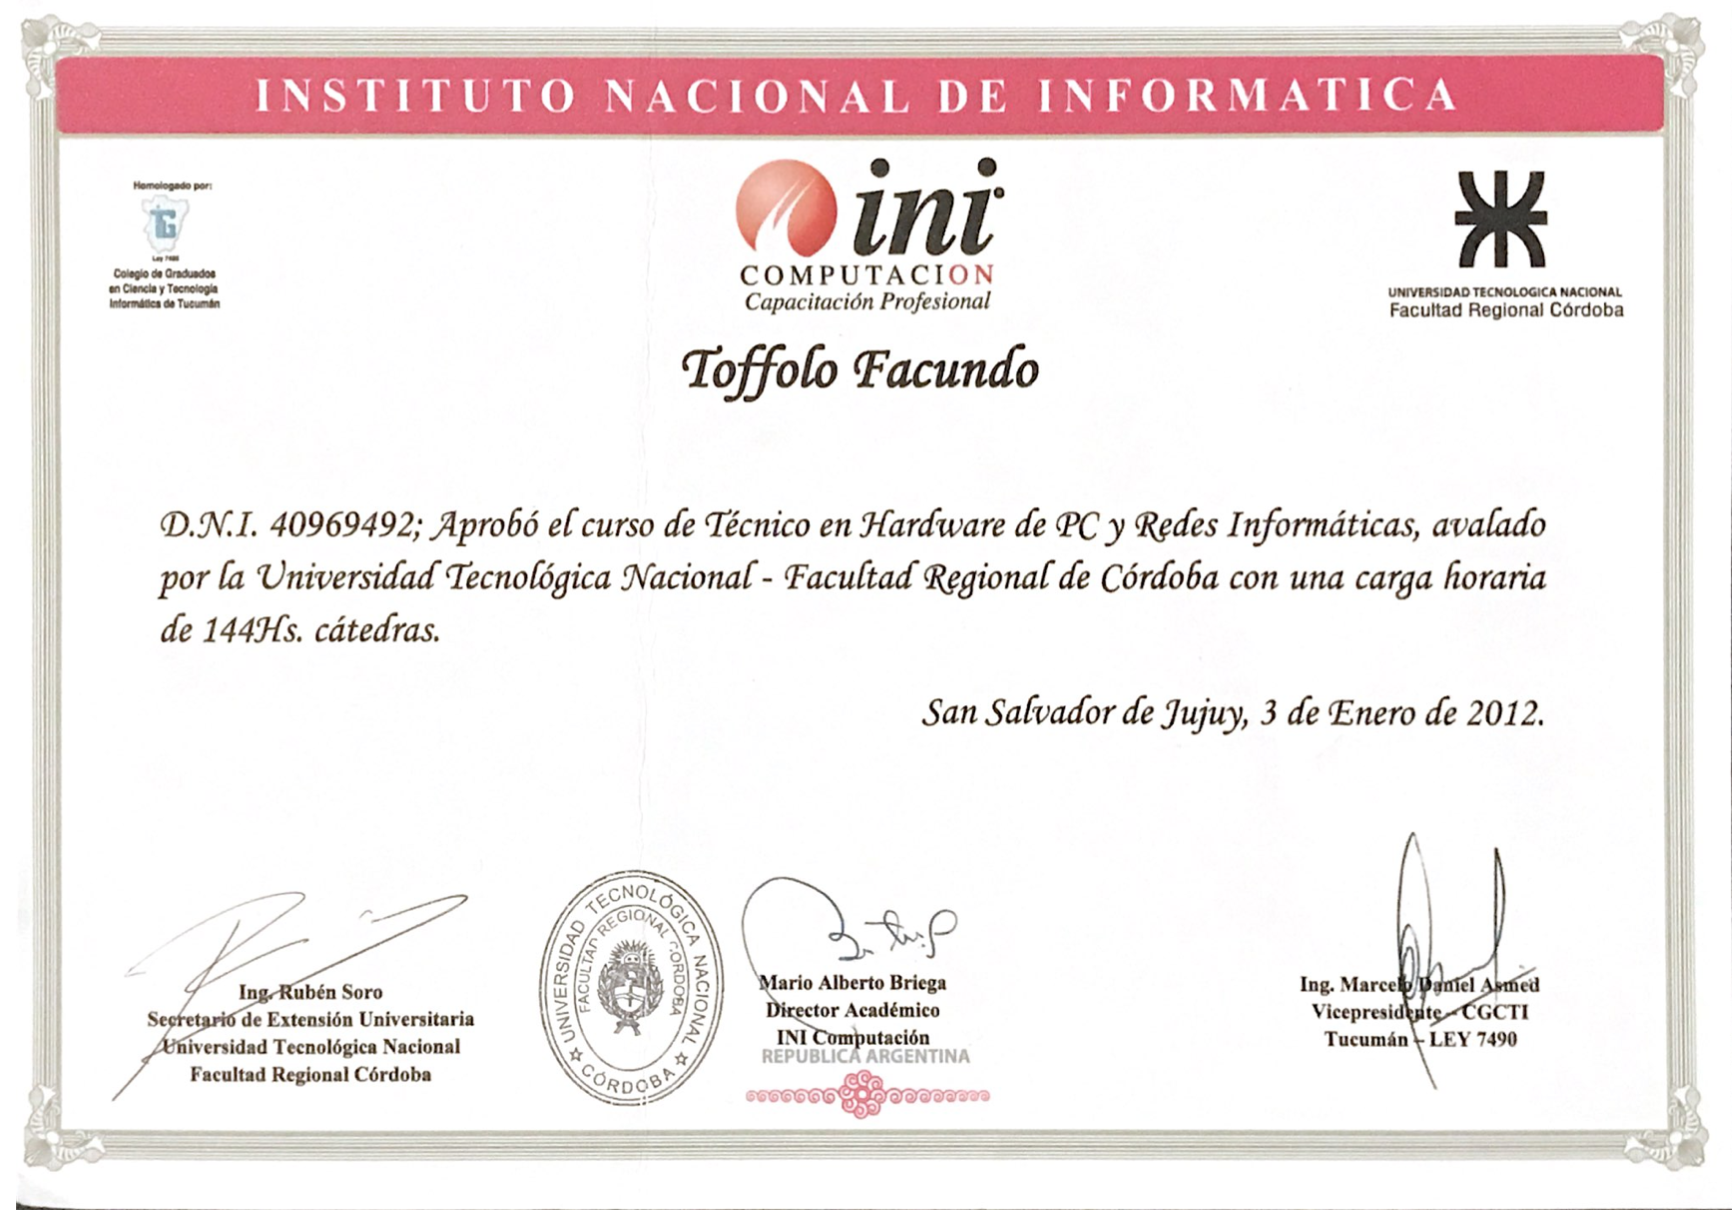 INSTITUTO NACIONAL DE INFORMATICA
Homologado por:
TG
Ley 7490
Colegio de Graduados
en Ciencia y Tecnología
Informática de Tucumán
ini
COMPUTACION
Capacitación Profesional
UNIVERSIDAD TECNOLOGICA NACIONAL
Facultad Regional Córdoba
Toffolo Facundo
D.N.I. 40969492; Aprobó el curso de Técnico en Hardware de PC y Redes Informáticas, avalado
por la Universidad Tecnológica Nacional - Facultad Regional de Córdoba con una carga horaria
de 144Hs. cátedras.
San Salvador de Jujuy, 3 de Enero de 2012.
Ing. Rubén Soro
Secretario de Extensión Universitaria
Universidad Tecnológica Nacional
Facultad Regional Córdoba
UNIVERSIDAD TECNOLÓGICA NACIONAL
FACULTAD REGIONAL CORDOBA
CÓRDOBA
Mario Alberto Briega
Director Académico
INI Computación
REPUBLICA ARGENTINA
Ing. Marcelo Daniel Asmed
Vicepresidente - CGCTI
Tucumán – LEY 7490